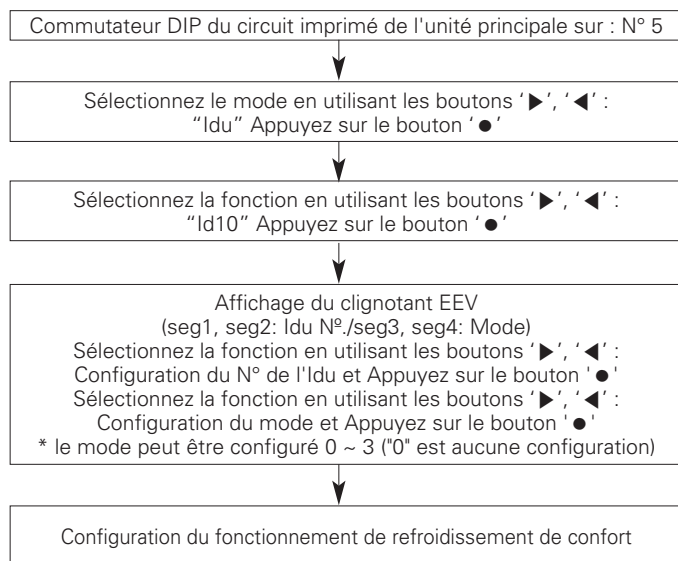 Commutateur DIP du circuit imprimé de l'unité principale sur : N° 5
Sélectionnez le mode en utilisant les boutons ‘▶’, ‘◀’ :
“Idu” Appuyez sur le bouton ‘●’
Sélectionnez la fonction en utilisant les boutons ‘▶’, ‘◀’ :
“Id10” Appuyez sur le bouton ‘●’
Affichage du clignotant EEV
(seg1, seg2: Idu Nº./seg3, seg4: Mode)
Sélectionnez la fonction en utilisant les boutons ‘▶’, ‘◀’ :
Configuration du N° de l'Idu et Appuyez sur le bouton '●'
Sélectionnez la fonction en utilisant les boutons ‘▶’, ‘◀’ :
Configuration du mode et Appuyez sur le bouton '●'
* le mode peut être configuré 0 ~ 3 ("0" est aucune configuration)
Configuration du fonctionnement de refroidissement de confort